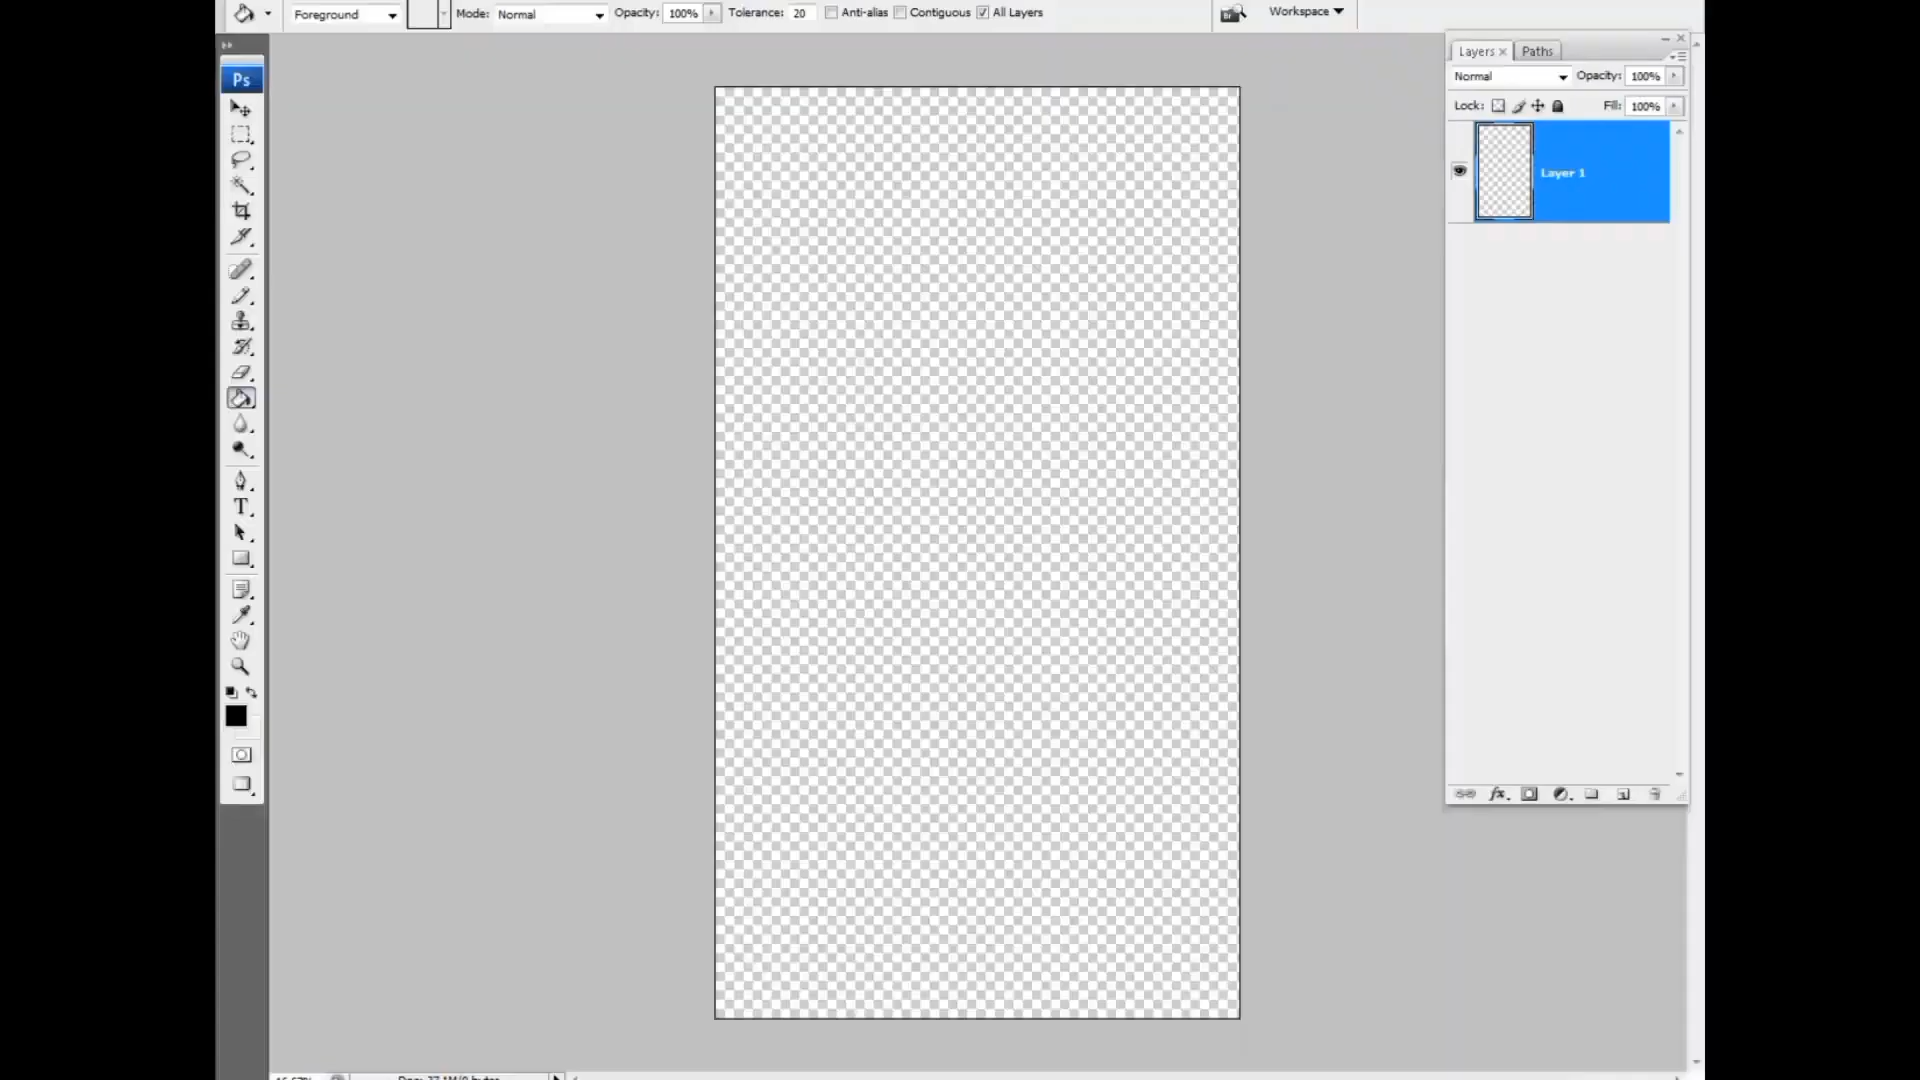 Foreground Mode: Normal Opacity: 100% Tolerance: 20 Anti-alias Contiguous All Layers Workspace
Ps
Layers Paths
Normal Opacity: 100%
Lock: Fill: 100%
Layer 1
T
fx